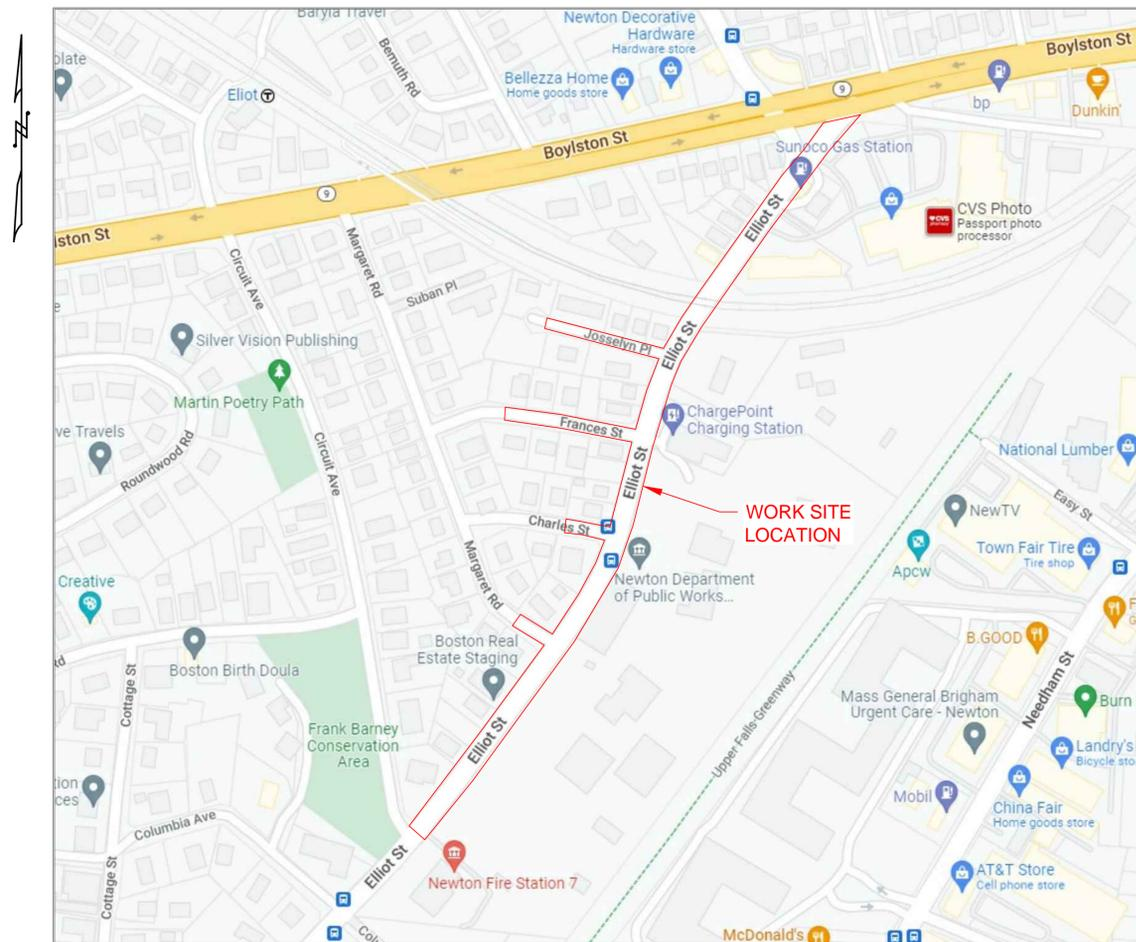 Baryla Travel
Bemuth Rd
Newton Decorative
Hardware
Hardware store
Boylston St
Bellezza Home
Home goods store
Eliot
T
9
bp
Dunkin'
Boylston St
Sunoco Gas Station
9
CVS Photo
Passport photo
processor
CVS
pharmacy
Elliot St
Margaret Rd
Circuit Ave
Suban Pl
Silver Vision Publishing
Josselyn Pl
Elliot St
Martin Poetry Path
ChargePoint
Charging Station
Frances St
Roundwood Rd
Circuit Ave
Elliot St
National Lumber
Easy St
WORK SITE
LOCATION
NewTV
Charles St
Town Fair Tire
Tire shop
Apcw
Margaret Rd
Newton Department
of Public Works...
Creative
B.GOOD
Boston Real
Estate Staging
Boston Birth Doula
Cottage St
Needham St
Mass General Brigham
Urgent Care - Newton
Burn
Upper Falls Greenway
Elliot St
Frank Barney
Conservation
Area
Landry's
Mobil
China Fair
Home goods store
Columbia Ave
Elliot St
Cottage St
AT&T Store
Cell phone store
Newton Fire Station 7
McDonald's